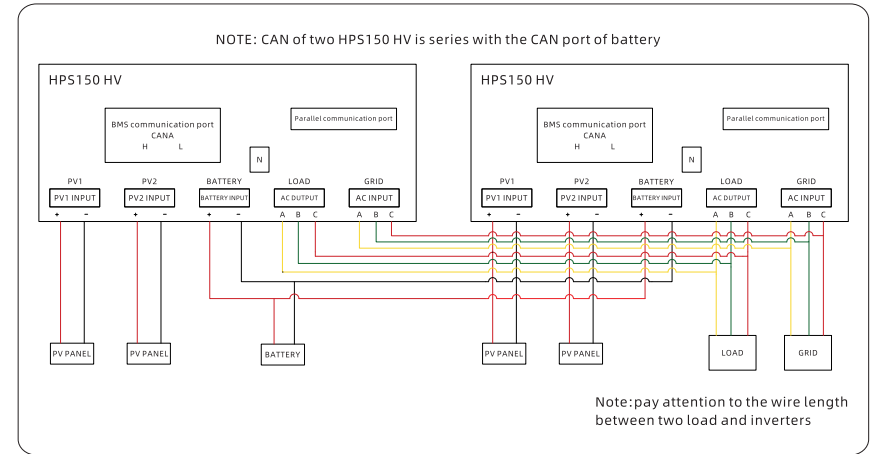 NOTE: CAN of two HPS150 HV is series with the CAN port of battery
HPS150 HV
BMS communication port
CANA
H L
Parallel communication port
N
PV1 PV2 BATTERY LOAD GRID
PV1 INPUT PV2 INPUT BATTERY INPUT AC DUTPUT AC INPUT
+ - + - + - A B C A B C
HPS150 HV
BMS communication port
CANA
H L
Parallel communication port
N
PV1 PV2 BATTERY LOAD GRID
PV1 INPUT PV2 INPUT BATTERY INPUT AC DUTPUT AC INPUT
+ - + - + - A B C A B C
PV PANEL PV PANEL BATTERY PV PANEL PV PANEL LOAD GRID
Note:pay attention to the wire length
between two load and inverters